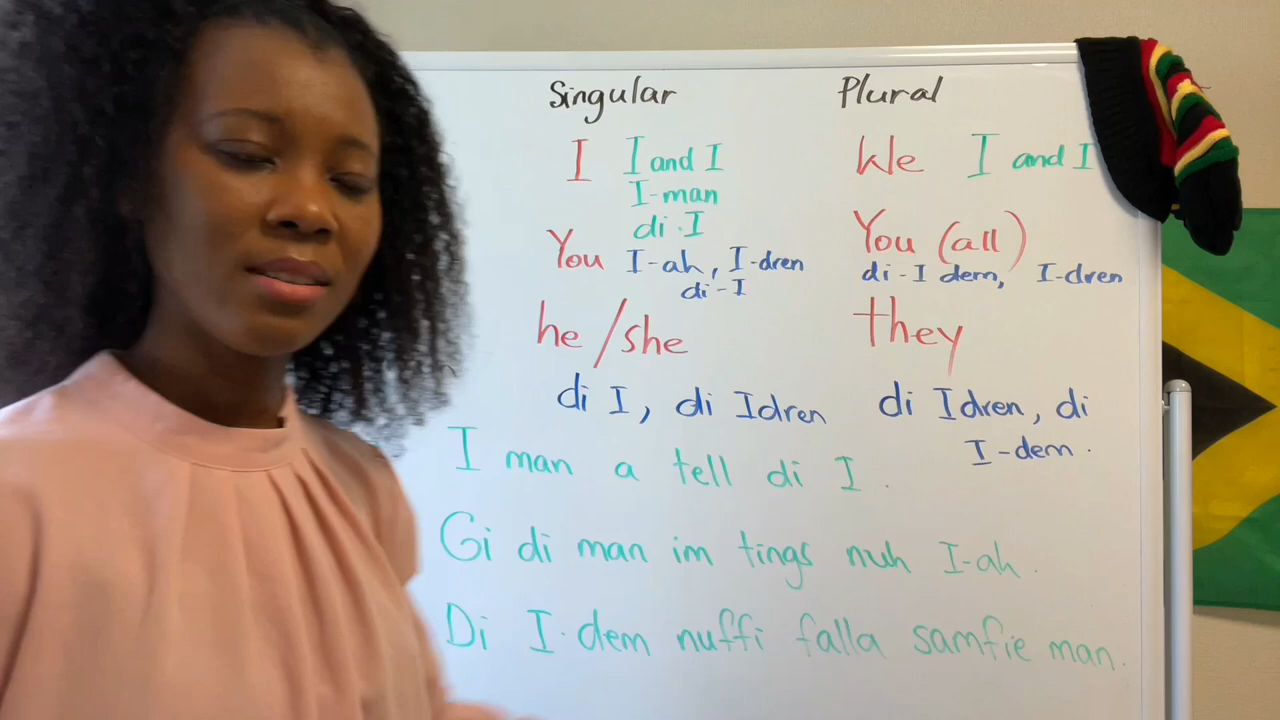 Singular Plural
I I and I We I and I
I-man
di I
You I-ah, I-dren You (all)
di-I di-I dem, I-dren
he/she they
di I, di Idren di Idren, di
I-dem.
I man a tell di I.
Gi di man im tings nuh I-ah.
Di I-dem nuffi falla samfie man.